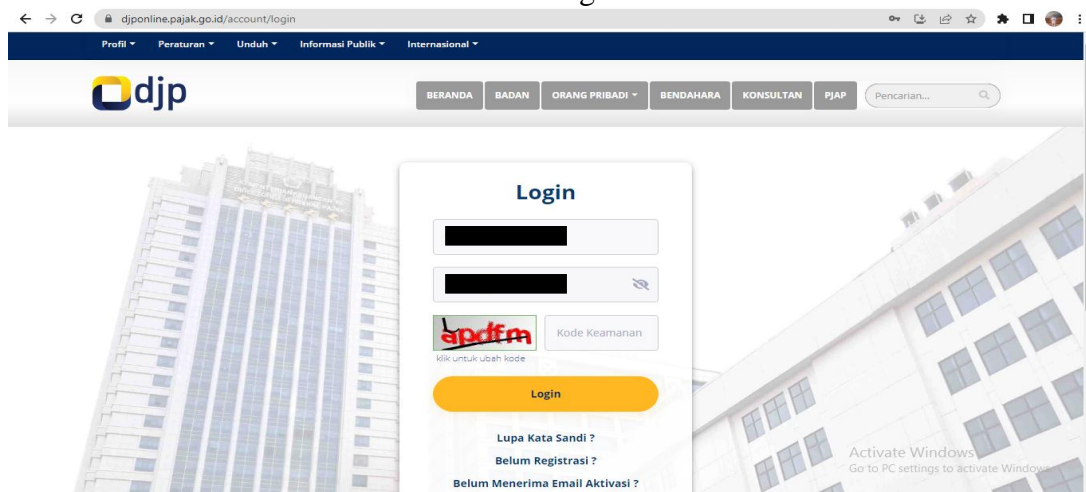 djponline.pajak.go.id/account/login
Profil Peraturan Unduh Informasi Publik Internasional
djp
BERANDA BADAN ORANG PRIBADI BENDAHARA KONSULTAN PJAP Pencarian...
Login
apdfm Kode Keamanan
klik untuk ubah kode
Login
Lupa Kata Sandi ?
Belum Registrasi ?
Belum Menerima Email Aktivasi ?
Activate Windows
Go to PC settings to activate Windows